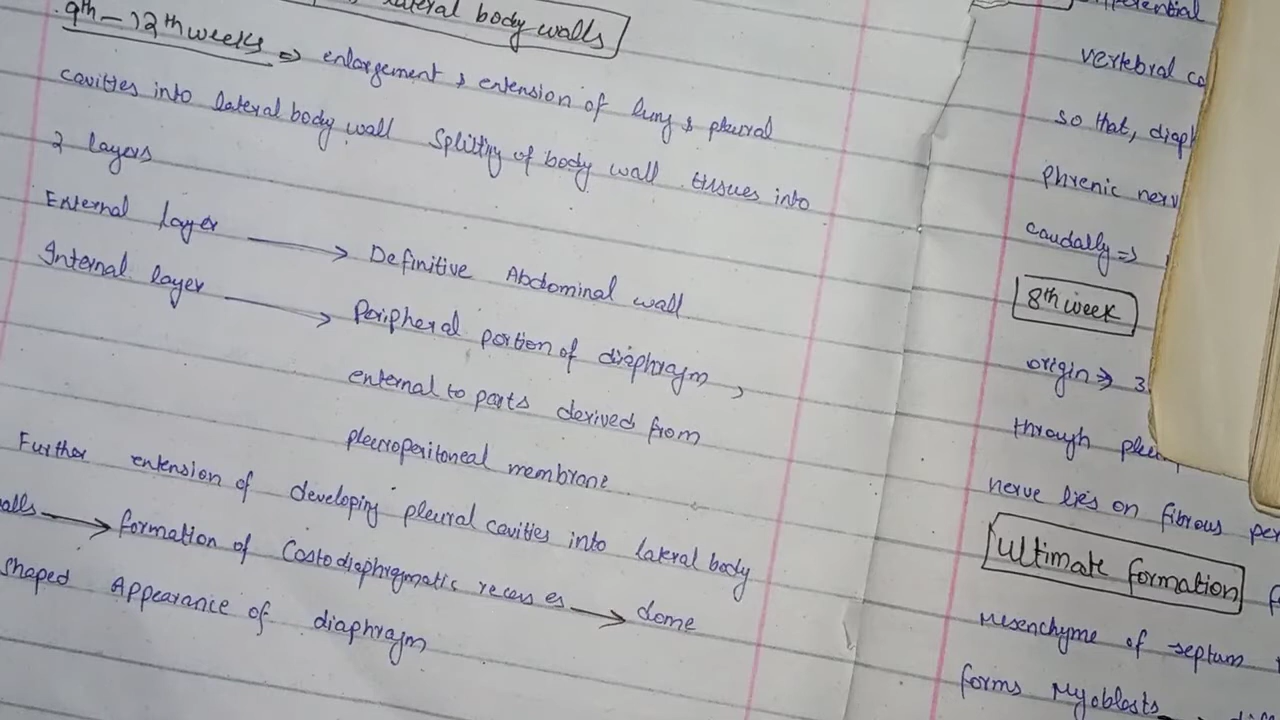 lateral body walls
9th – 12th weeks ⇒ enlargement & extension of lung & pleural
cavities into lateral body wall Splitting of body wall tissues into
2 layers
External layer ⟶ Definitive Abdominal wall
Internal layer ⟶ Peripheral portion of diaphragm,
external to parts derived from
pleuroperitoneal membrane
Further extension of developing pleural cavities into lateral body
⟶ formation of Costodiaphragmatic recesses ⟶ dome
shaped Appearance of diaphragm
vertebral
so that,
phrenic
caudally ⇒
8th week
origin ⇒ 3
through
nerve lies on fibrous
ultimate formation
Mesenchyme of septum
forms Myoblasts